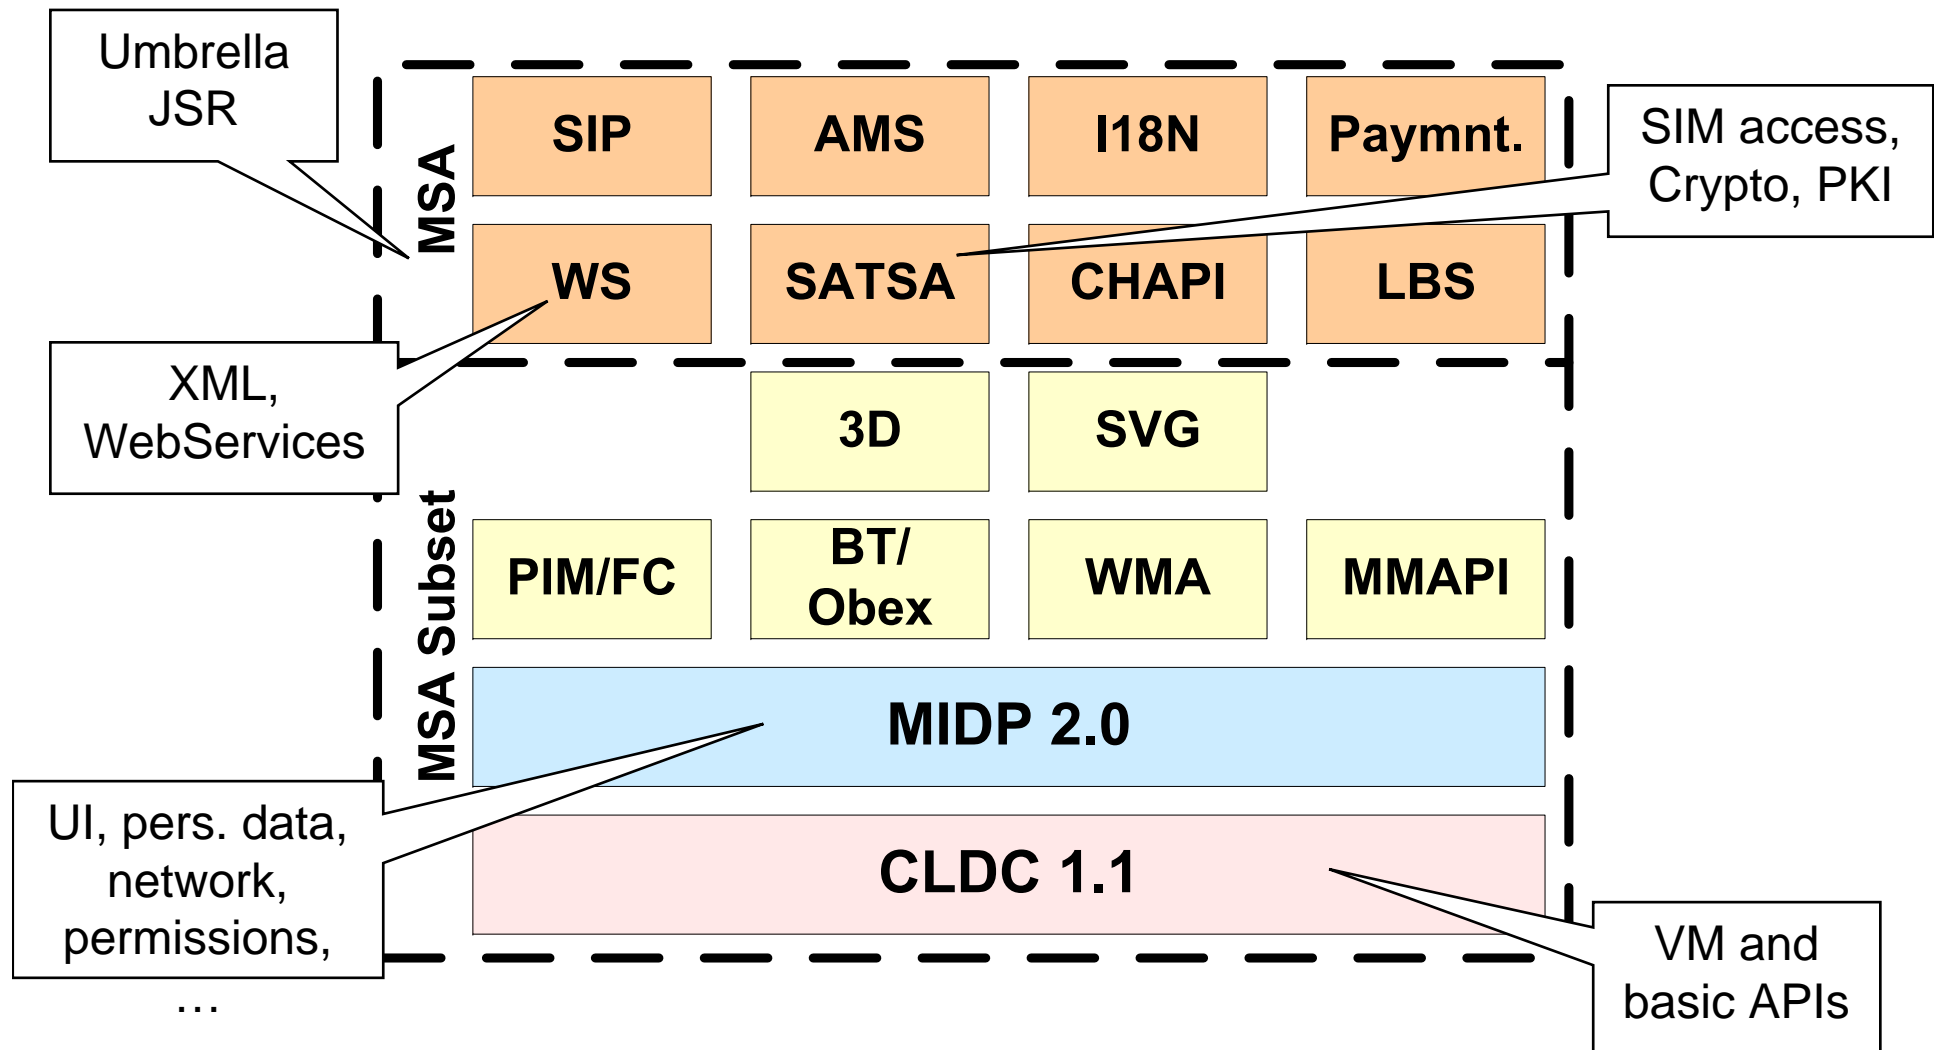 Umbrella
JSR
MSA
SIP
AMS
I18N
Paymnt.
SIM access,
Crypto, PKI
WS
SATSA
CHAPI
LBS
XML,
WebServices
MSA Subset
3D
SVG
PIM/FC
BT/
Obex
WMA
MMAPI
MIDP 2.0
UI, pers. data,
network,
permissions,
…
CLDC 1.1
VM and
basic APIs